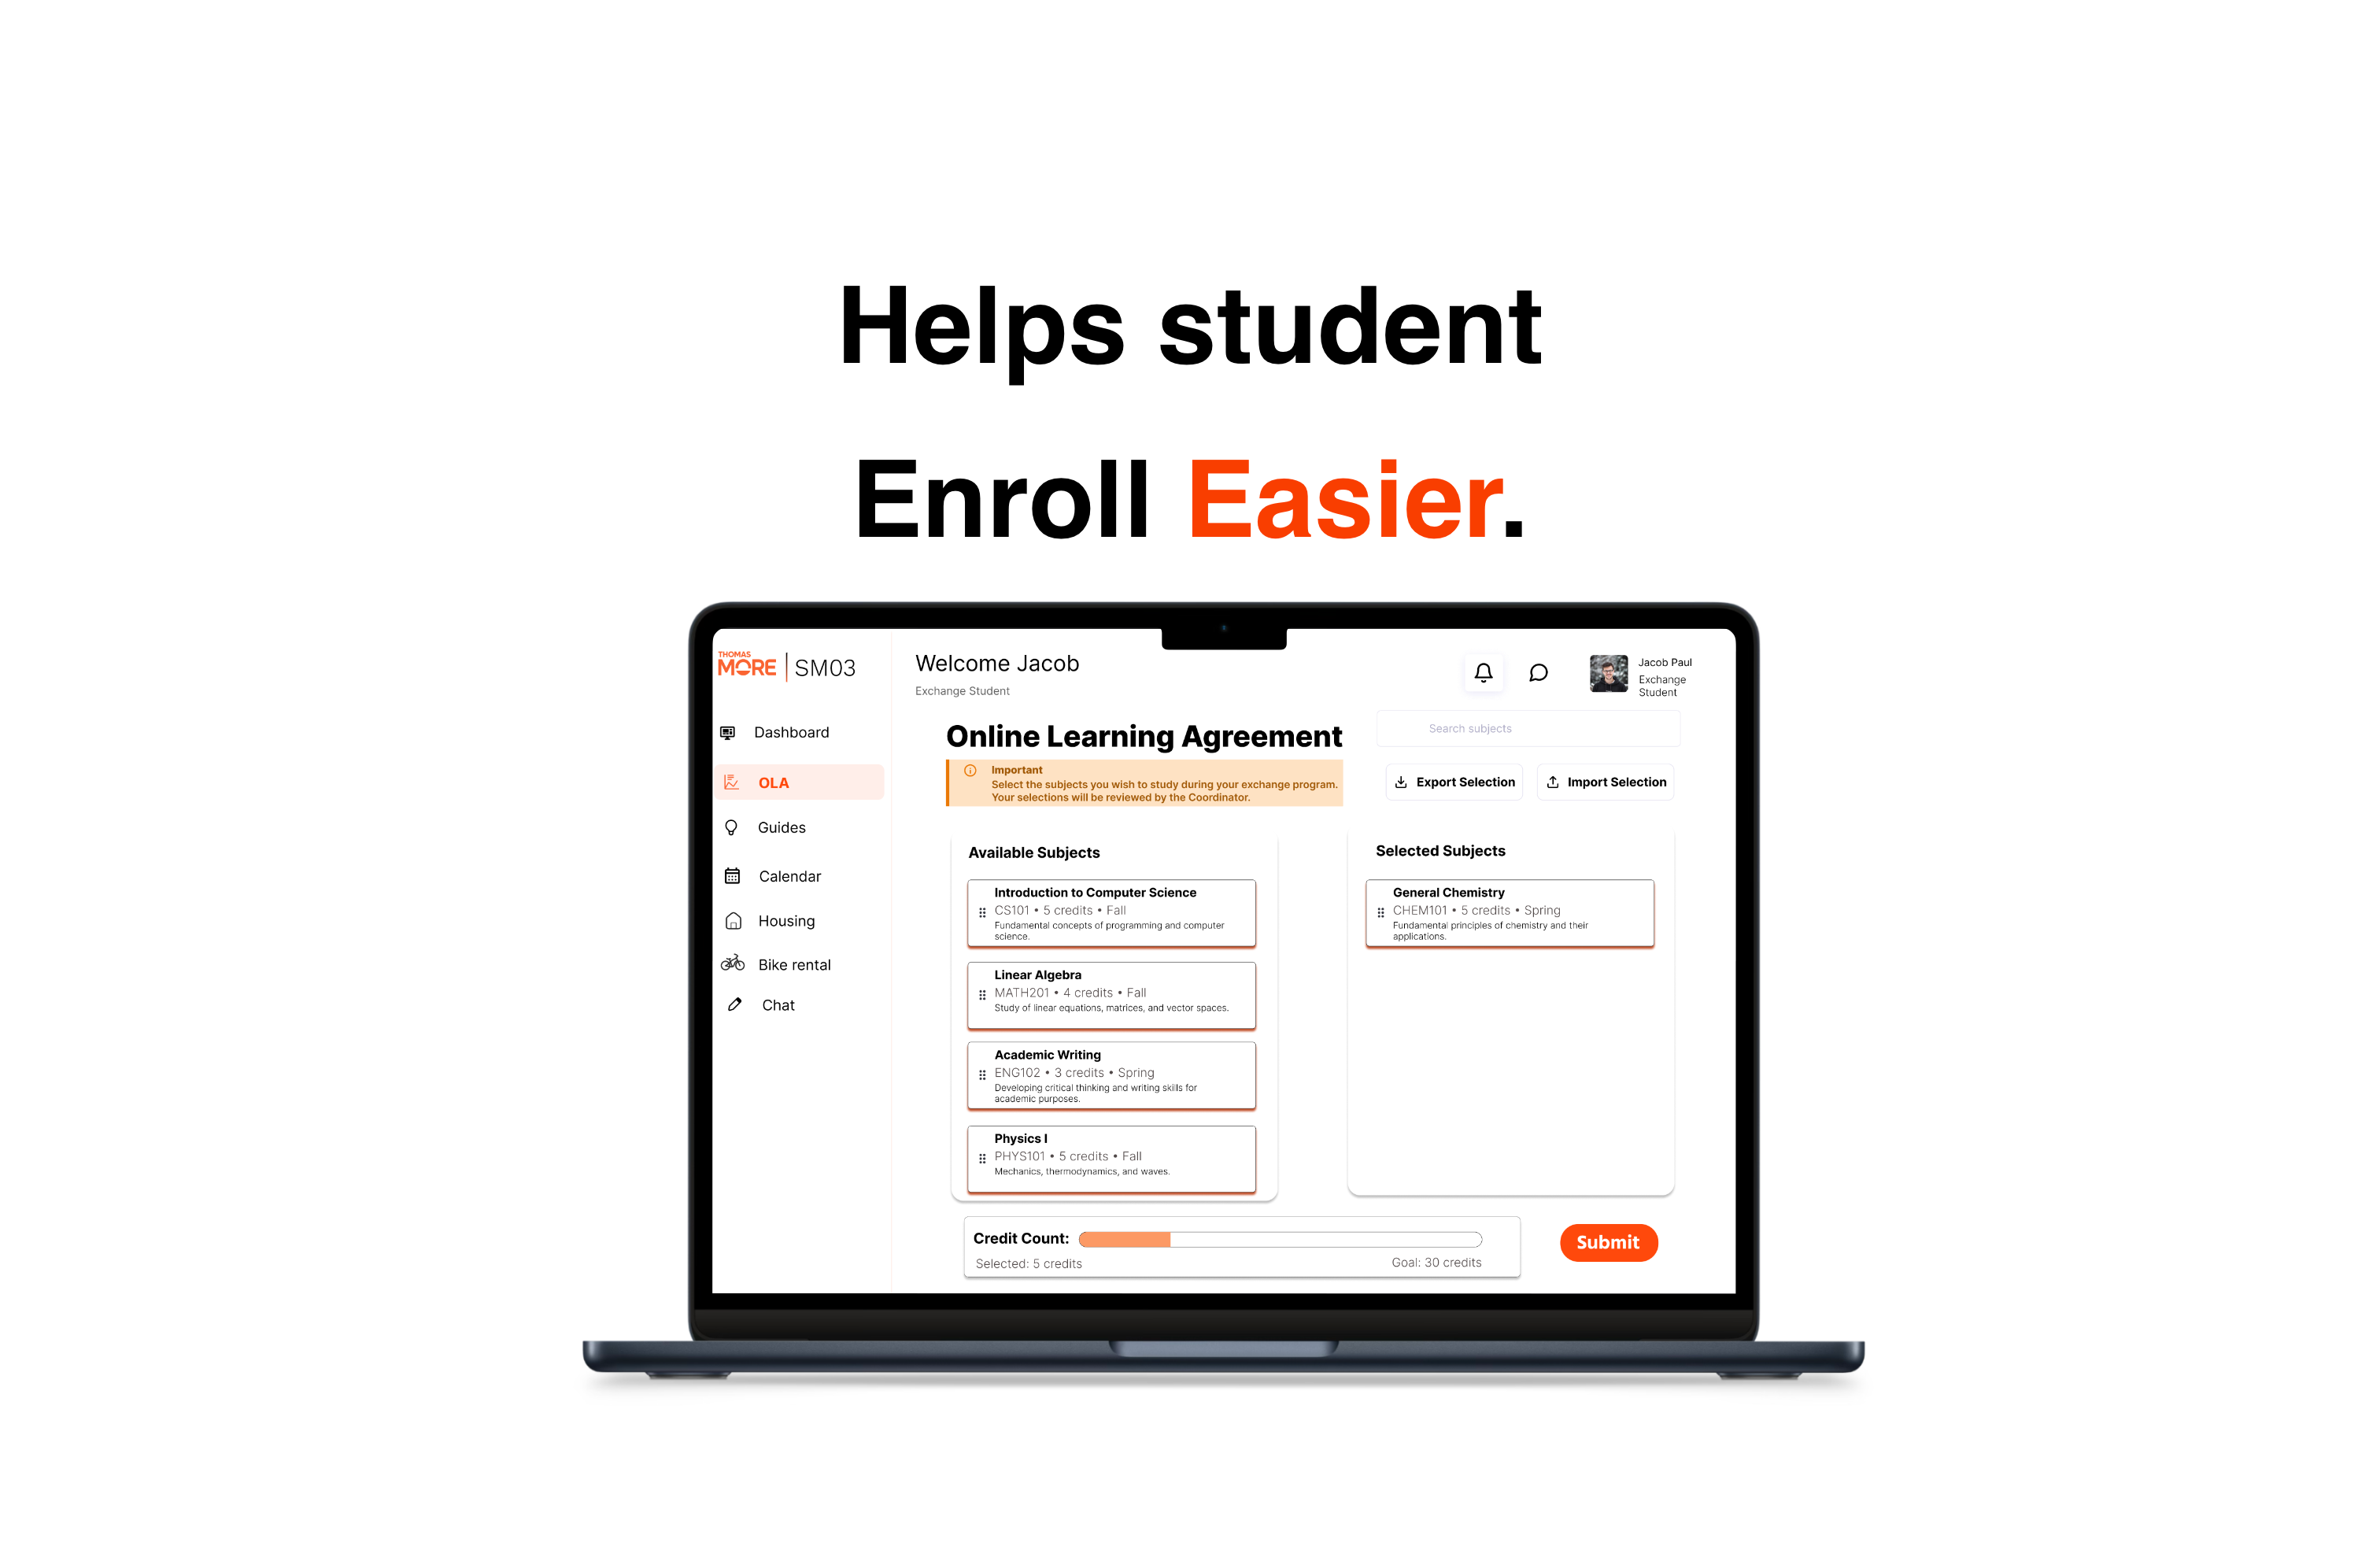 Helps student
Enroll Easier.
THOMAS
MORE | SM03
Welcome Jacob
Exchange Student
Jacob Paul
Exchange
Student
Dashboard
OLA
Guides
Calendar
Housing
Bike rental
Chat
Online Learning Agreement
Search subjects
Important
Select the subjects you wish to study during your exchange program.
Your selections will be reviewed by the Coordinator.
Export Selection
Import Selection
Available Subjects
Introduction to Computer Science
CS101 • 5 credits • Fall
Fundamental concepts of programming and computer
science.
Linear Algebra
MATH201 • 4 credits • Fall
Study of linear equations, matrices, and vector spaces.
Academic Writing
ENG102 • 3 credits • Spring
Developing critical thinking and writing skills for
academic purposes.
Physics I
PHYS101 • 5 credits • Fall
Mechanics, thermodynamics, and waves.
Selected Subjects
General Chemistry
CHEM101 • 5 credits • Spring
Fundamental principles of chemistry and their
applications.
Credit Count:
Selected: 5 credits
Goal: 30 credits
Submit